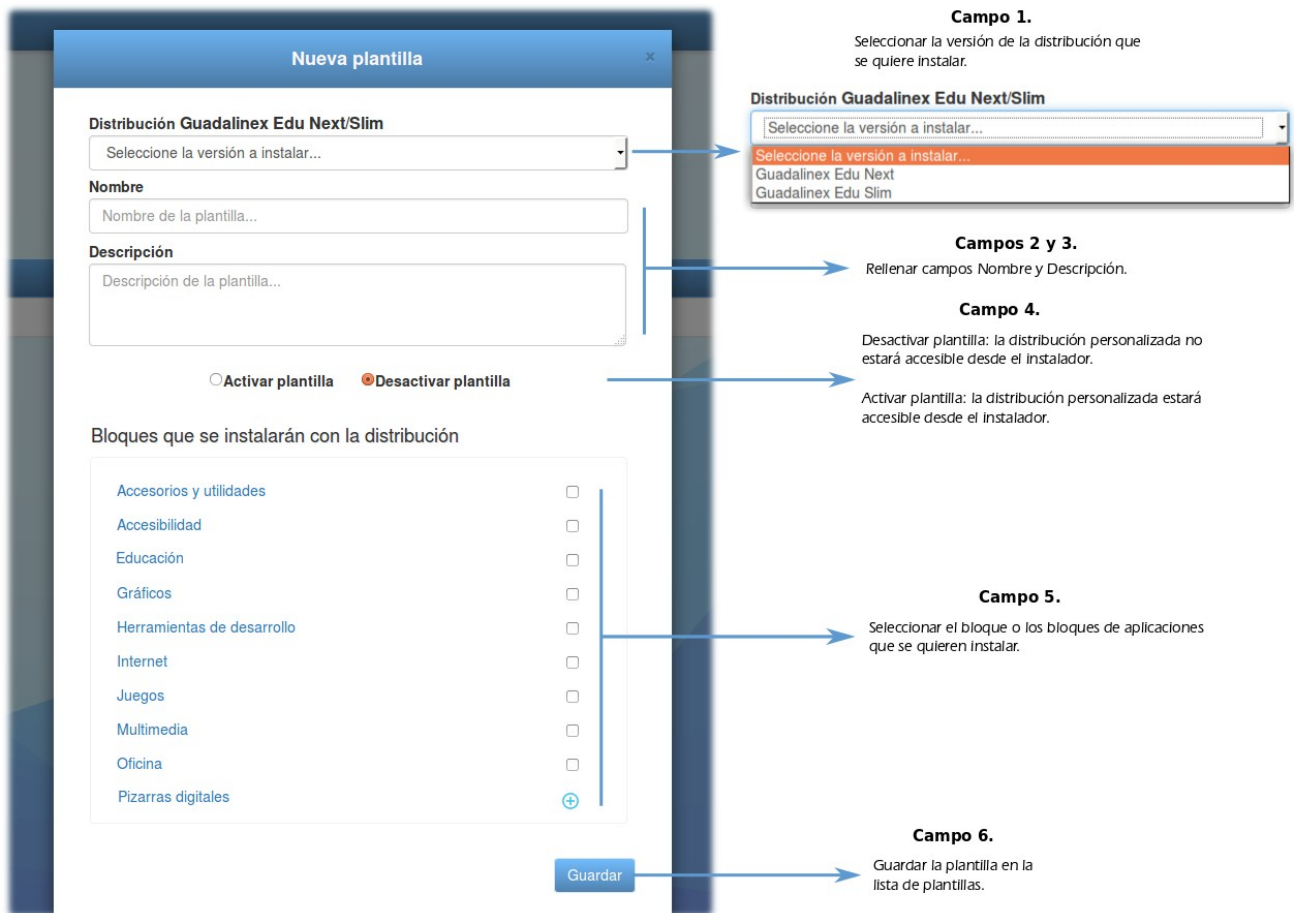 Nueva plantilla
×
Distribución Guadalinex Edu Next/Slim
Seleccione la versión a instalar...
Nombre
Nombre de la plantilla...
Descripción
Descripción de la plantilla...
Activar plantilla
Desactivar plantilla
Bloques que se instalarán con la distribución
Accesorios y utilidades
Accesibilidad
Educación
Gráficos
Herramientas de desarrollo
Internet
Juegos
Multimedia
Oficina
Pizarras digitales
Guardar
Campo 1.
Seleccionar la versión de la distribución que
se quiere instalar.
Distribución Guadalinex Edu Next/Slim
Seleccione la versión a instalar...
Seleccione la versión a instalar...
Guadalinex Edu Next
Guadalinex Edu Slim
Campos 2 y 3.
Rellenar campos Nombre y Descripción.
Campo 4.
Desactivar plantilla: la distribución personalizada no
estará accesible desde el instalador.
Activar plantilla: la distribución personalizada estará
accesible desde el instalador.
Campo 5.
Seleccionar el bloque o los bloques de aplicaciones
que se quieren instalar.
Campo 6.
Guardar la plantilla en la
lista de plantillas.